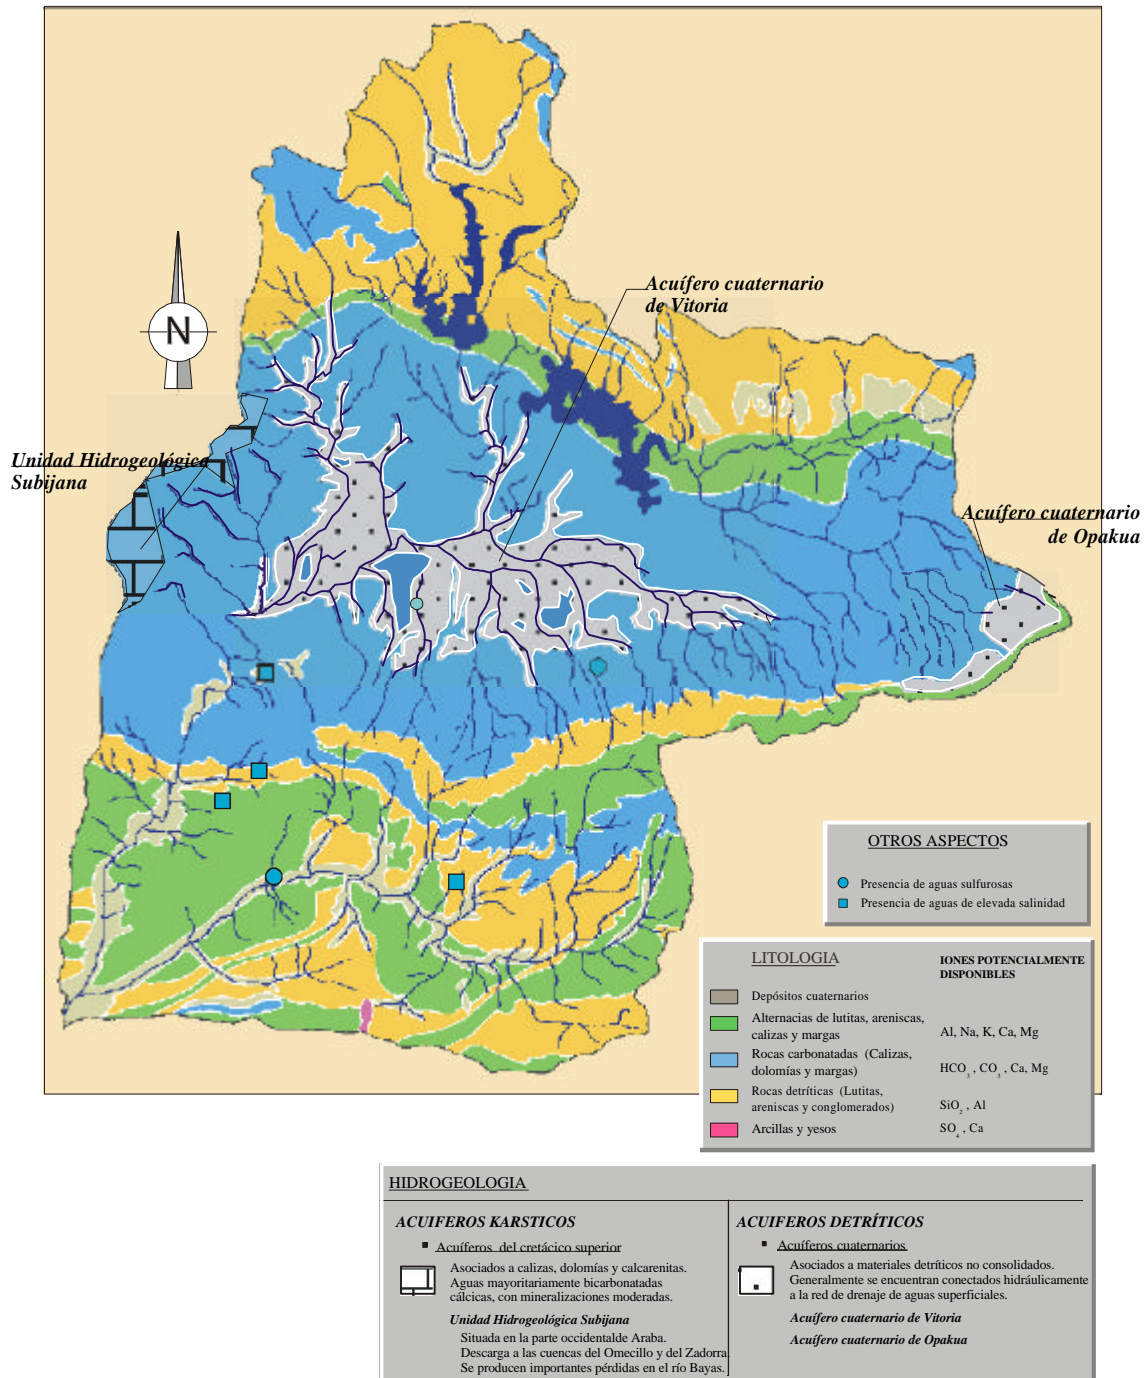 Acuífero cuaternario
de Vitoria
N
Unidad Hidrogeológica
Subijana
Acuífero cuaternario
de Opakua
OTROS ASPECTOS
Presencia de aguas sulfurosas
Presencia de aguas de elevada salinidad
LITOLOGIA
IONES POTENCIALMENTE
DISPONIBLES
Depósitos cuaternarios
Alternacias de lutitas, areniscas,
calizas y margas
Al, Na, K, Ca, Mg
Rocas carbonatadas (Calizas,
dolomías y margas)
HCO3 , CO3 , Ca, Mg
Rocas detríticas (Lutitas,
areniscas y conglomerados)
SiO2 , Al
Arcillas y yesos
SO4 , Ca
HIDROGEOLOGIA
ACUIFEROS KARSTICOS
Acuíferos del cretácico superior
Asociados a calizas, dolomías y calcarenitas.
Aguas mayoritariamente bicarbonatadas
cálcicas, con mineralizaciones moderadas.
Unidad Hidrogeológica Subijana
Situada en la parte occidentalde Araba.
Descarga a las cuencas del Omecillo y del Zadorra.
Se producen importantes pérdidas en el río Bayas.
ACUIFEROS DETRÍTICOS
Acuíferos cuaternarios
Asociados a materiales detríticos no consolidados.
Generalmente se encuentran conectados hidráulicamente
a la red de drenaje de aguas superficiales.
Acuífero cuaternario de Vitoria
Acuífero cuaternario de Opakua